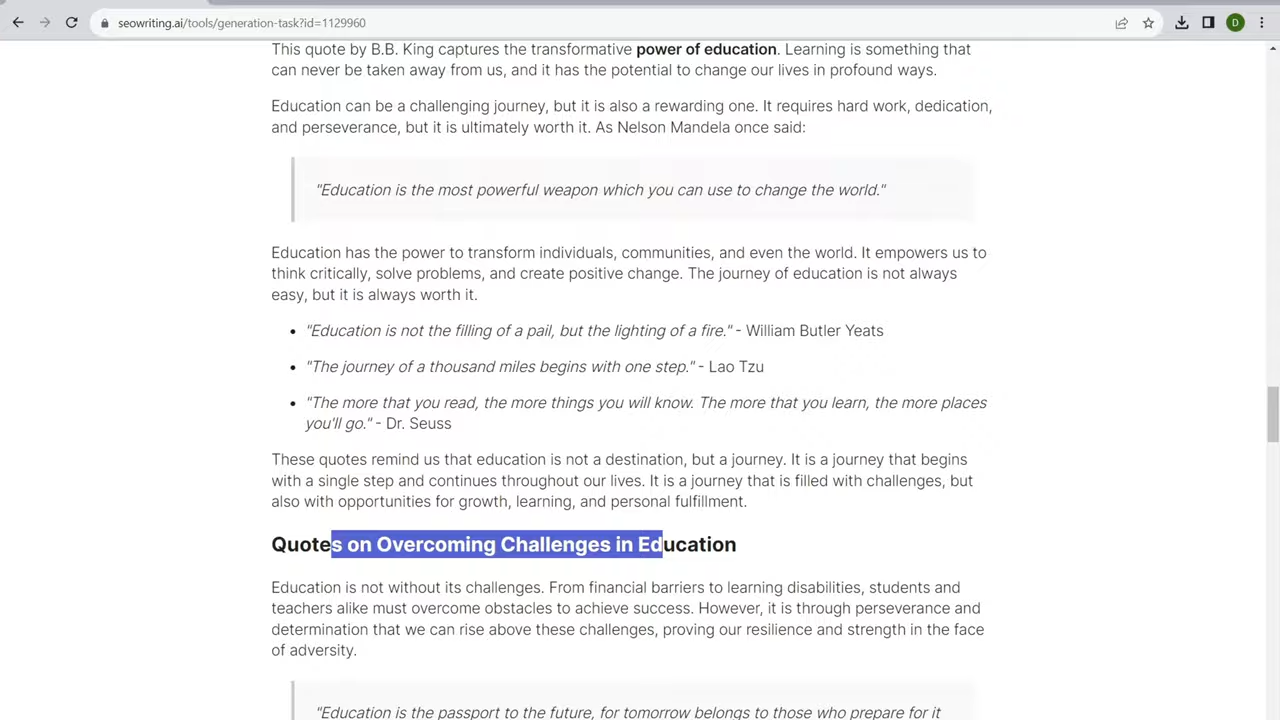 seowriting.ai/tools/generation-task?id=1129960
D
This quote by B.B. King captures the transformative power of education. Learning is something that
can never be taken away from us, and it has the potential to change our lives in profound ways.
Education can be a challenging journey, but it is also a rewarding one. It requires hard work, dedication,
and perseverance, but it is ultimately worth it. As Nelson Mandela once said:
"Education is the most powerful weapon which you can use to change the world."
Education has the power to transform individuals, communities, and even the world. It empowers us to
think critically, solve problems, and create positive change. The journey of education is not always
easy, but it is always worth it.
• "Education is not the filling of a pail, but the lighting of a fire." - William Butler Yeats
• "The journey of a thousand miles begins with one step." - Lao Tzu
• "The more that you read, the more things you will know. The more that you learn, the more places
you'll go." - Dr. Seuss
These quotes remind us that education is not a destination, but a journey. It is a journey that begins
with a single step and continues throughout our lives. It is a journey that is filled with challenges, but
also with opportunities for growth, learning, and personal fulfillment.
Quotes on Overcoming Challenges in Education
Education is not without its challenges. From financial barriers to learning disabilities, students and
teachers alike must overcome obstacles to achieve success. However, it is through perseverance and
determination that we can rise above these challenges, proving our resilience and strength in the face
of adversity.
"Education is the passport to the future, for tomorrow belongs to those who prepare for it